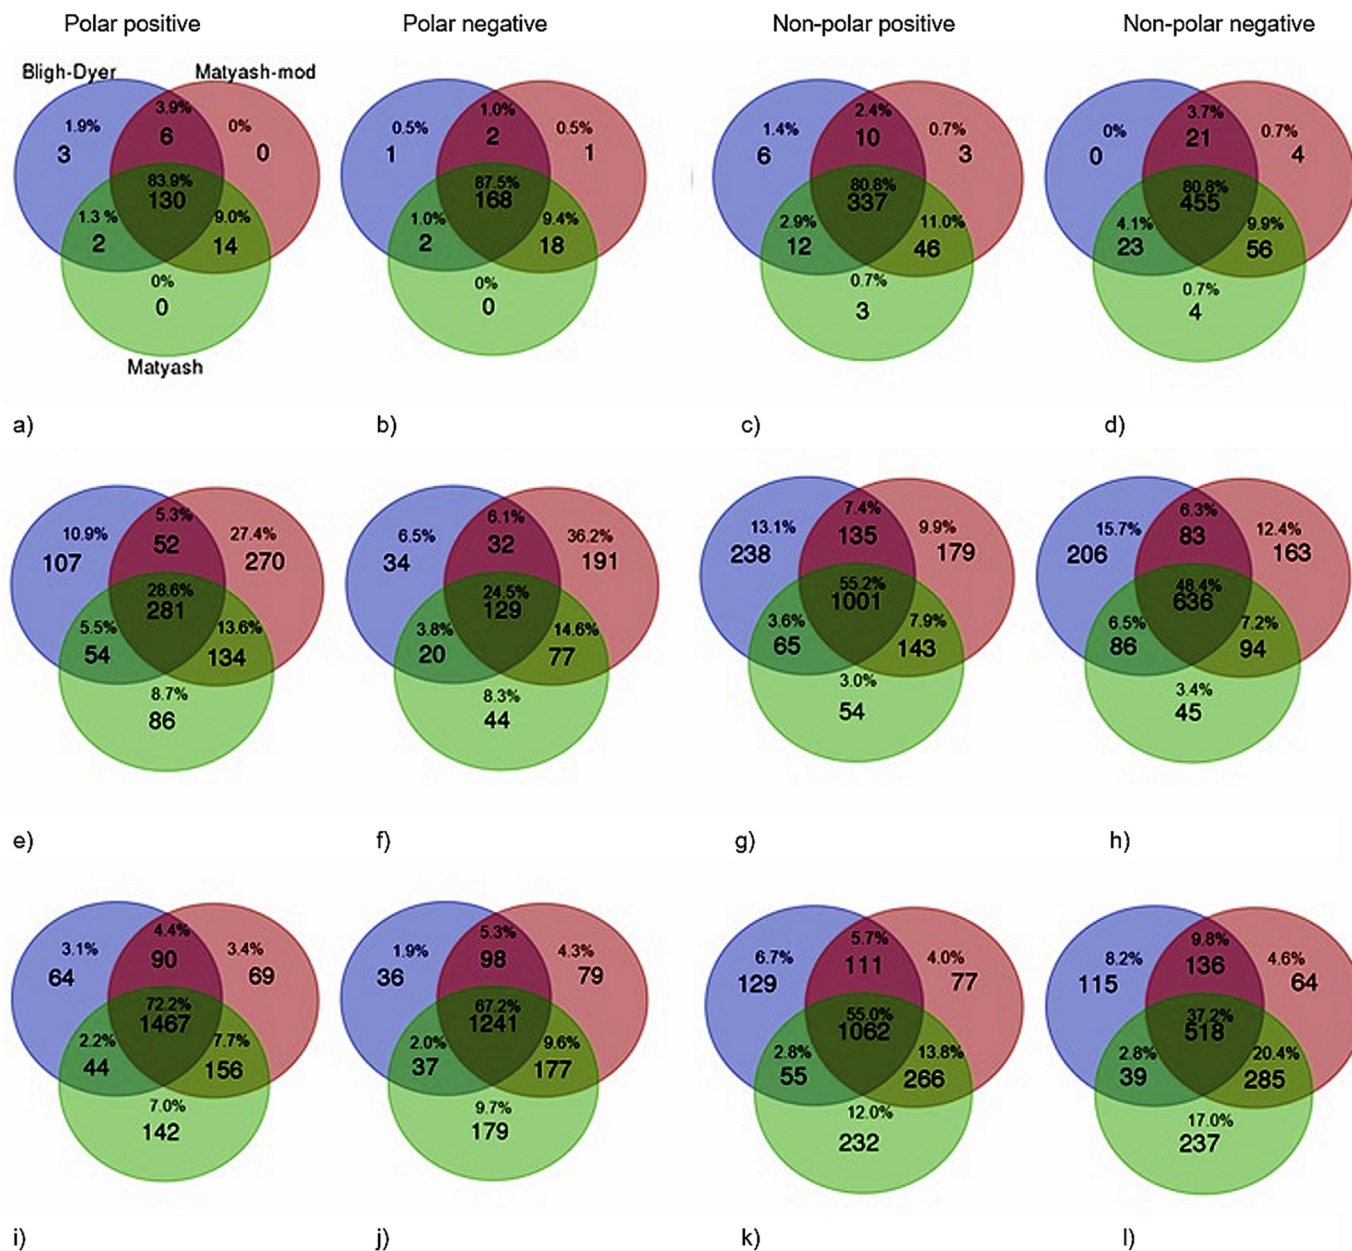 Polar positive Polar negative Non-polar positive Non-polar negative
Bligh-Dyer Matyash-mod
3.9% 1.0% 2.4% 3.7%
1.9% 6 0% 0.5% 2 0.5% 1.4% 10 0.7% 0% 21 0.7%
3 0 1 1 6 3 0 4
83.9% 87.5% 80.8% 80.8%
130 168 337 455
1.3 % 9.0% 1.0% 9.4% 2.9% 11.0% 4.1% 9.9%
2 14 2 18 12 46 23 56
0% 0% 0.7% 0.7%
0 0 3 4
Matyash
a) b) c) d)
5.3% 6.1% 7.4% 6.3%
10.9% 52 27.4% 6.5% 32 36.2% 13.1% 135 9.9% 15.7% 83 12.4%
107 270 34 191 238 179 206 163
28.6% 24.5% 55.2% 48.4%
281 129 1001 636
5.5% 13.6% 3.8% 14.6% 3.6% 7.9% 6.5% 7.2%
54 134 20 77 65 143 86 94
8.7% 8.3% 3.0% 3.4%
86 44 54 45
e) f) g) h)
4.4% 5.3% 5.7% 9.8%
3.1% 90 3.4% 1.9% 98 4.3% 6.7% 111 4.0% 8.2% 136 4.6%
64 69 36 79 129 77 115 64
72.2% 67.2% 55.0% 37.2%
1467 1241 1062 518
2.2% 7.7% 2.0% 9.6% 2.8% 13.8% 2.8% 20.4%
44 156 37 177 55 266 39 285
7.0% 9.7% 12.0% 17.0%
142 179 232 237
i) j) k) l)